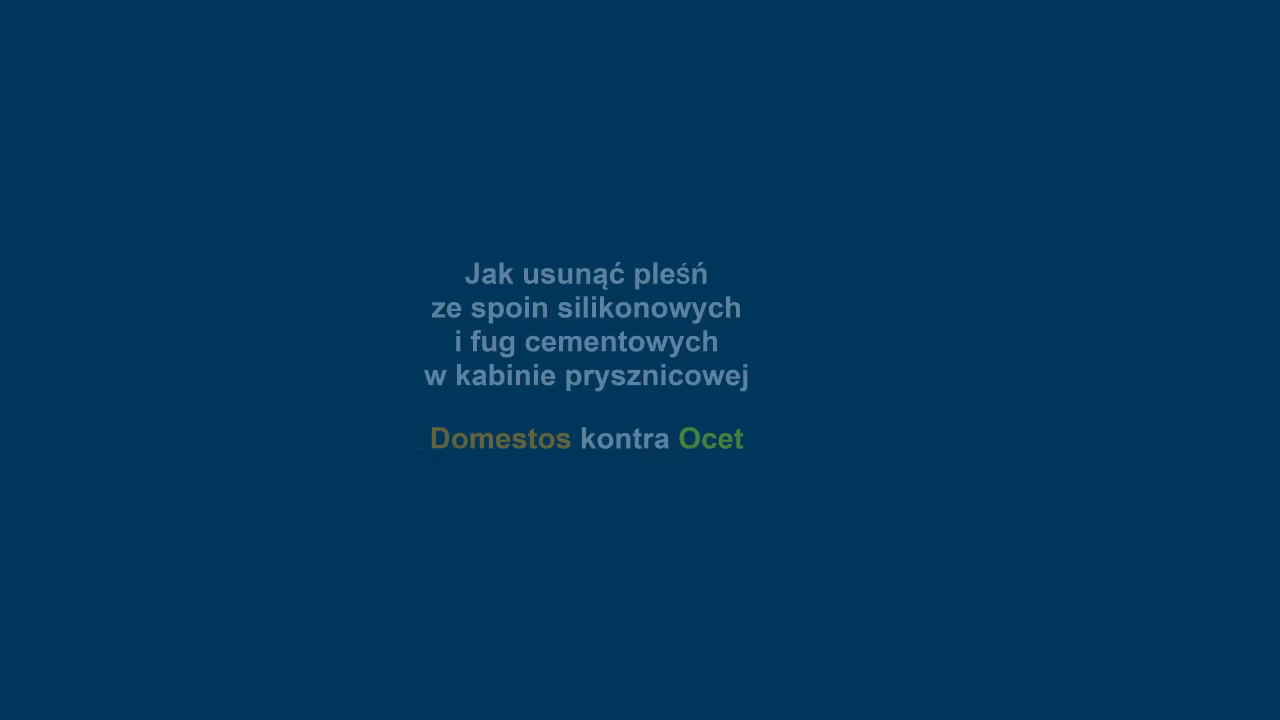 Jak usunąć pleśń
ze spoin silikonowych
i fug cementowych
w kabinie prysznicowej
Domestos kontra Ocet